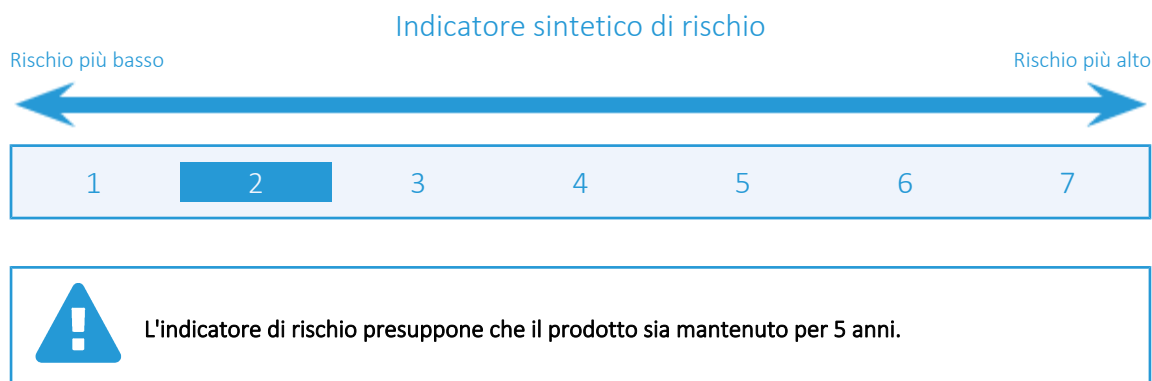 Indicatore sintetico di rischio
Rischio più basso Rischio più alto
1 2 3 4 5 6 7
L'indicatore di rischio presuppone che il prodotto sia mantenuto per 5 anni.